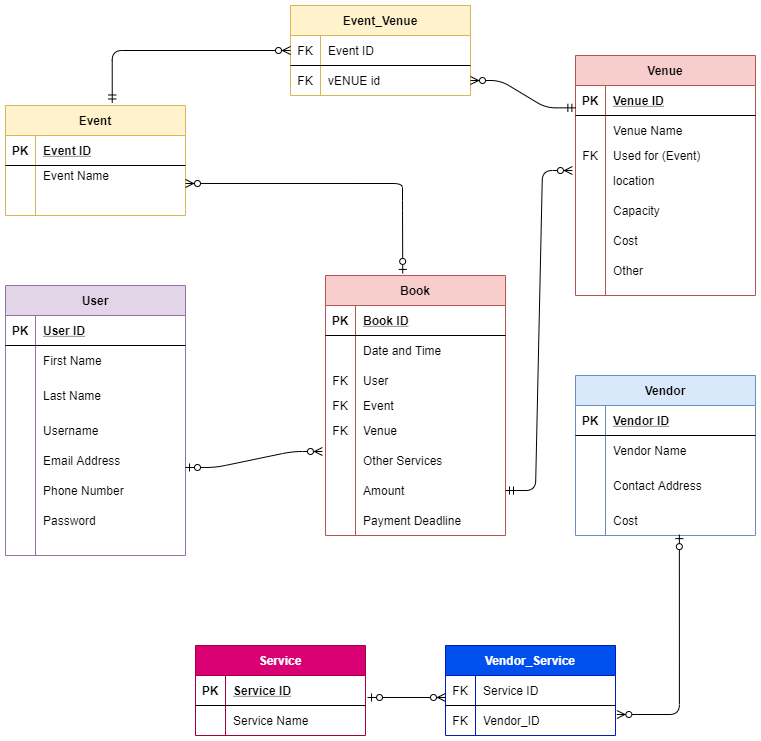 Event_Venue
FK Event ID
FK vENUE id
Venue
PK Venue ID
Venue Name
FK Used for (Event)
location
Capacity
Cost
Other
Event
PK Event ID
Event Name
User
PK User ID
First Name
Last Name
Username
Email Address
Phone Number
Password
Book
PK Book ID
Date and Time
FK User
FK Event
FK Venue
Other Services
Amount
Payment Deadline
Vendor
PK Vendor ID
Vendor Name
Contact Address
Cost
Service
PK Service ID
Service Name
Vendor_Service
FK Service ID
FK Vendor_ID